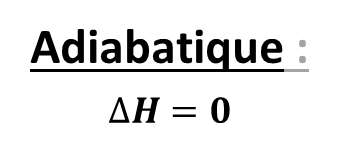 Adiabatique :
ΔH = 0